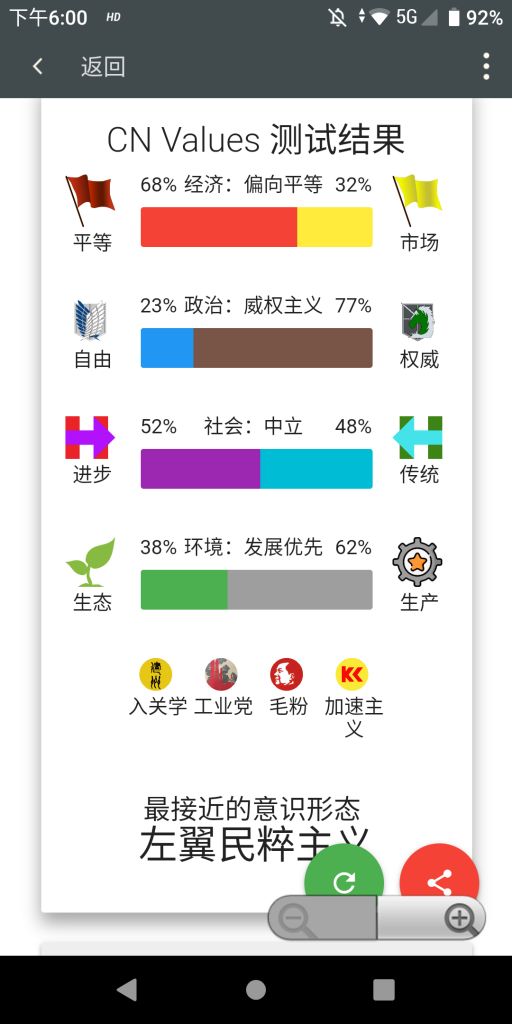 下午6:00 HD 5G 92%
返回
CN Values 测试结果
68% 经济：偏向平等 32%
平等 市场
23% 政治：威权主义 77%
自由 权威
52% 社会：中立 48%
进步 传统
38% 环境：发展优先 62%
生态 生产
入关学 工业党 毛粉 加速主
义
最接近的意识形态
左翼民粹主义